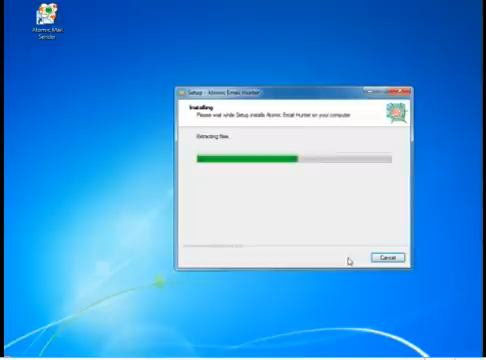 Atomic Mail
Sender
Setup - Atomic Email Hunter
Installing
Please wait while Setup installs Atomic Email Hunter on your computer
Extracting files...
Cancel